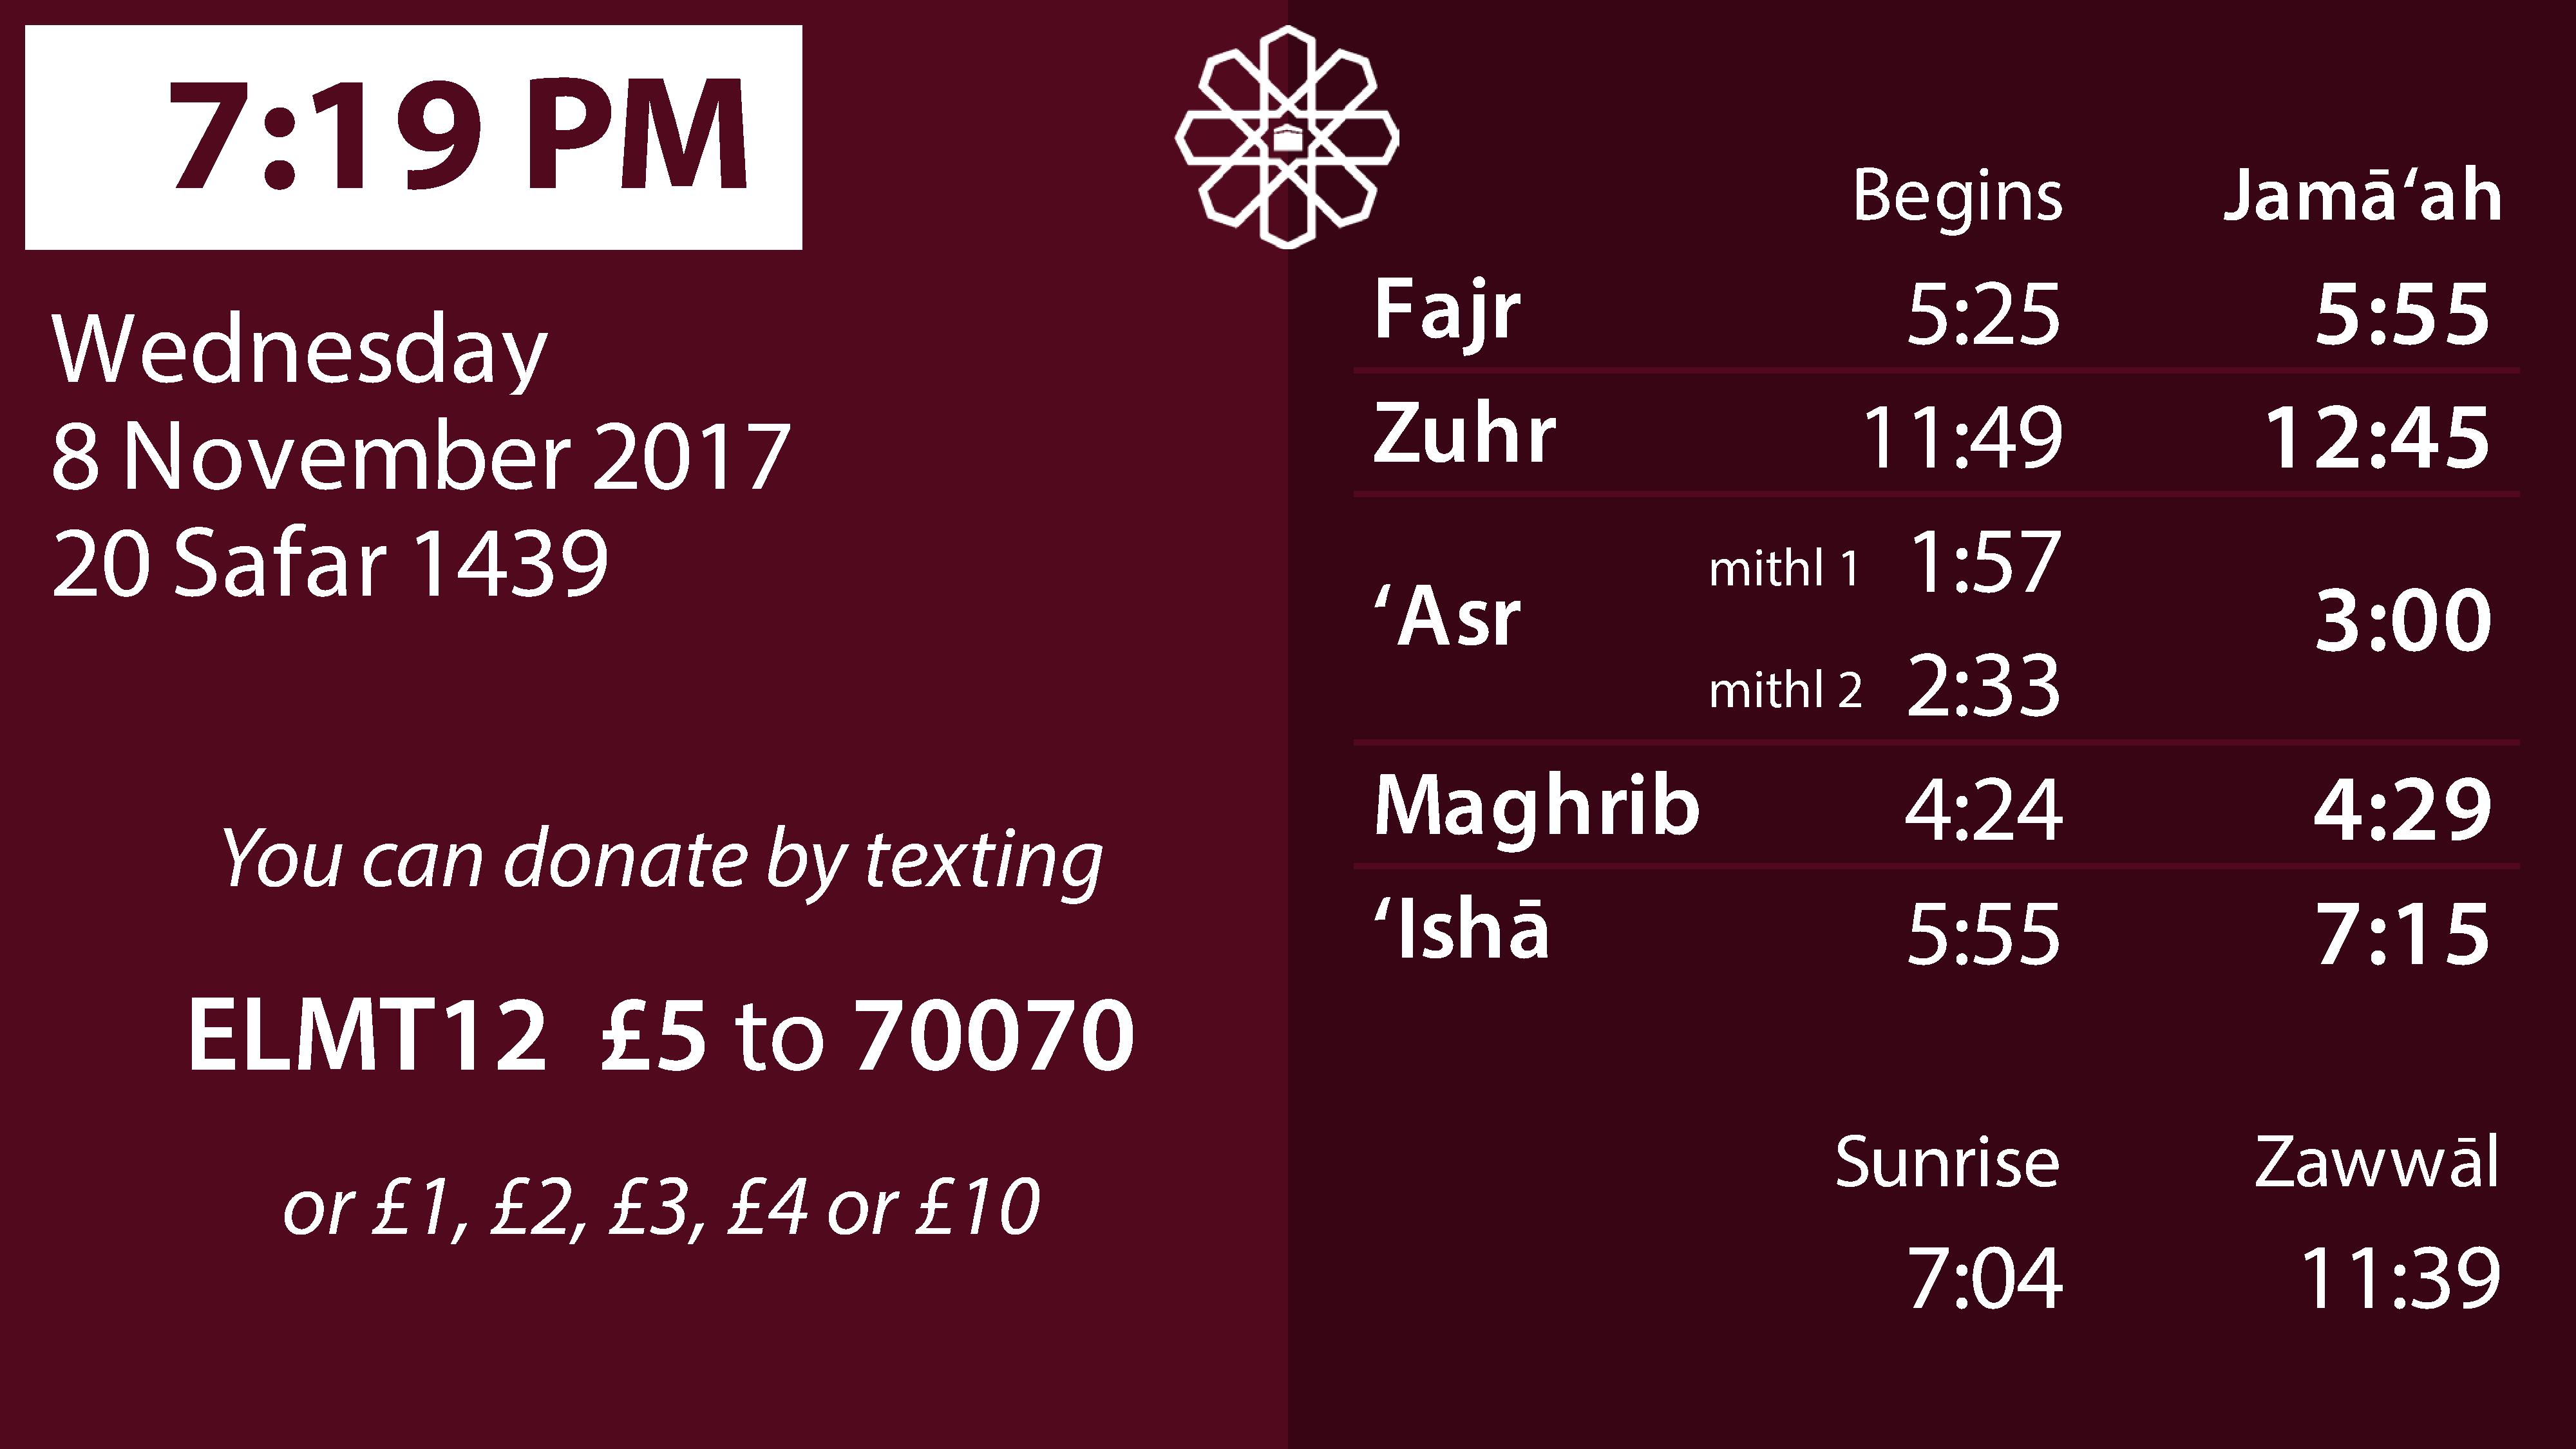 7:19 PM
Wednesday
8 November 2017
20 Safar 1439
You can donate by texting
ELMT12 £5 to 70070
or £1, £2, £3, £4 or £10
Begins Jamā‘ah
Fajr 5:25 5:55
Zuhr 11:49 12:45
‘Asr mithl 1 1:57 3:00
mithl 2 2:33
Maghrib 4:24 4:29
‘Ishā 5:55 7:15
Sunrise Zawwāl
7:04 11:39